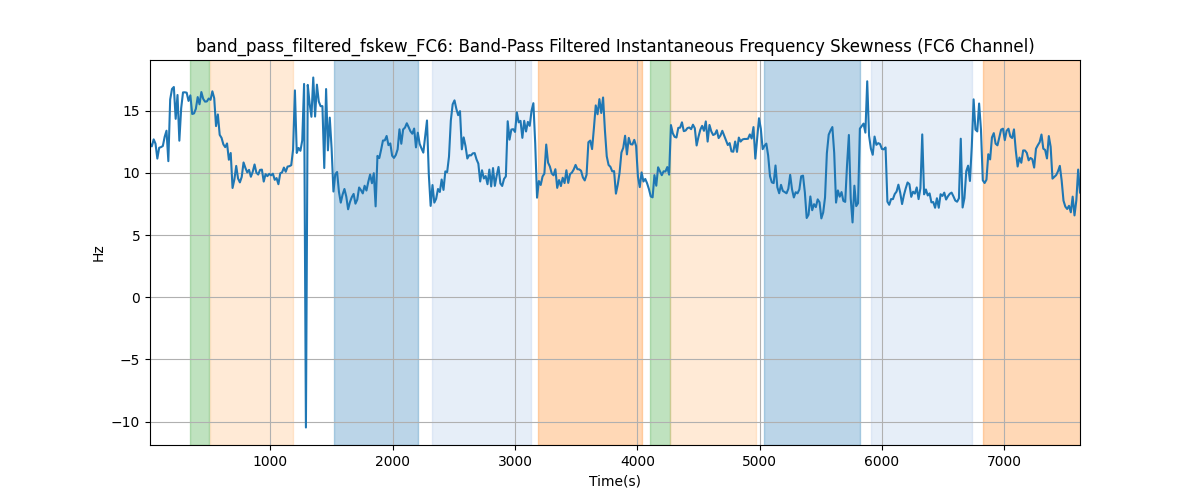 band_pass_filtered_fskew_FC6: Band-Pass Filtered Instantaneous Frequency Skewness (FC6 Channel)
15
10
5
0
−5
−10
Hz
1000 2000 3000 4000 5000 6000 7000
Time(s)